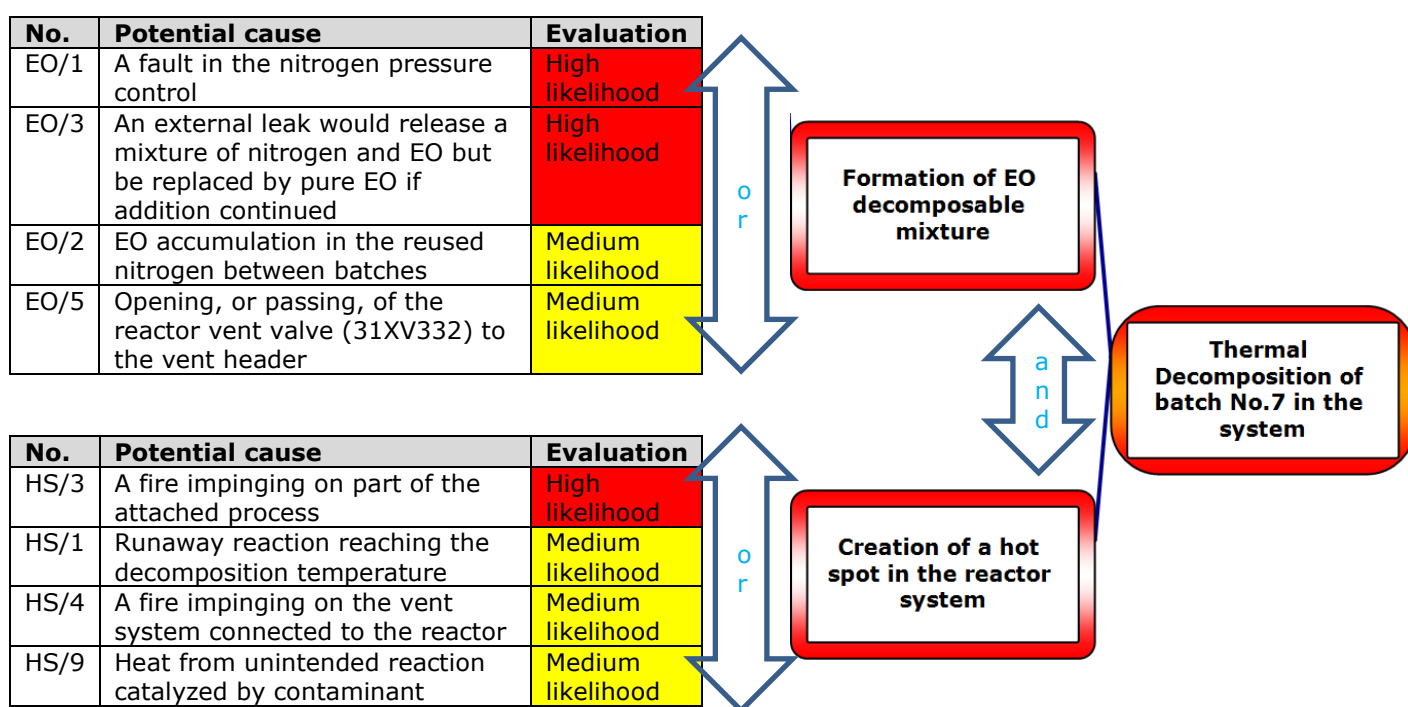 No. Potential cause Evaluation
EO/1 A fault in the nitrogen pressure High
control likelihood
EO/3 An external leak would release a High
mixture of nitrogen and EO but likelihood
be replaced by pure EO if
addition continued
EO/2 EO accumulation in the reused Medium
nitrogen between batches likelihood
EO/5 Opening, or passing, of the Medium
reactor vent valve (31XV332) to likelihood
the vent header
o
r
Formation of EO
decomposable
mixture
a
n
d
Thermal
Decomposition of
batch No.7 in the
system
No. Potential cause Evaluation
HS/3 A fire impinging on part of the High
attached process likelihood
HS/1 Runaway reaction reaching the Medium
decomposition temperature likelihood
HS/4 A fire impinging on the vent Medium
system connected to the reactor likelihood
HS/9 Heat from unintended reaction Medium
catalyzed by contaminant likelihood
o
r
Creation of a hot
spot in the reactor
system